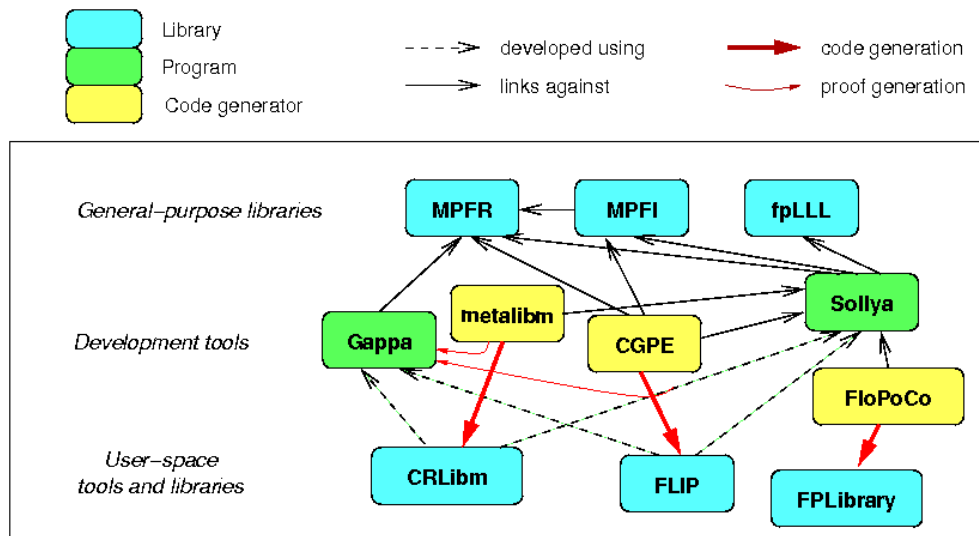 Library
developed using
code generation
Program
links against
proof generation
Code generator
General-purpose libraries
MPFR
MPFI
fpLLL
Development tools
Gappa
metalibm
CGPE
Sollya
FloPoCo
User-space
tools and libraries
CRLibm
FLIP
FPLibrary